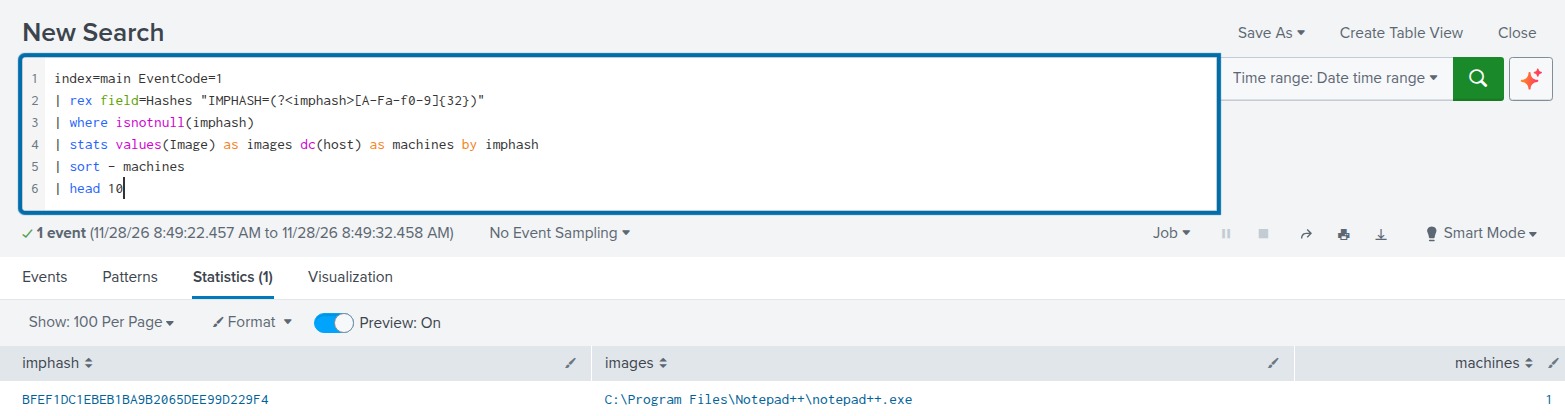 New Search
Save As
Create Table View
Close
1 index=main EventCode=1
2 | rex field=Hashes "IMPHASH=(?<imphash>[A-Fa-f0-9]{32})"
3 | where isnotnull(imphash)
4 | stats values(Image) as images dc(host) as machines by imphash
5 | sort - machines
6 | head 10
Time range: Date time range
1 event (11/28/26 8:49:22.457 AM to 11/28/26 8:49:32.458 AM)
No Event Sampling
Job
Smart Mode
Events
Patterns
Statistics (1)
Visualization
Show: 100 Per Page
Format
Preview: On
imphash
images
machines
BFEF1DC1EBEB1BA9B2065DEE99D229F4
C:\Program Files\Notepad++\notepad++.exe
1